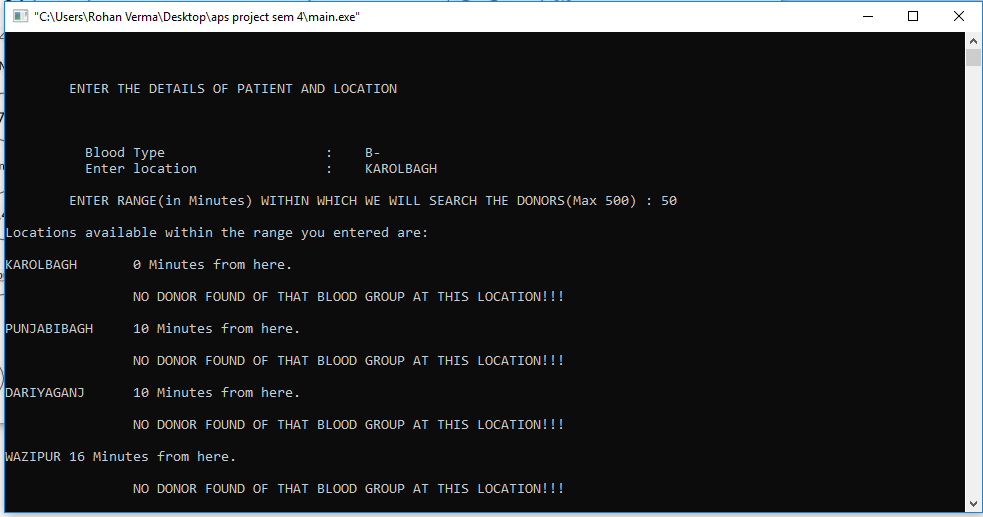 "C:\Users\Rohan Verma\Desktop\aps project sem 4\main.exe"
ENTER THE DETAILS OF PATIENT AND LOCATION
Blood Type : B-
Enter location : KAROLBAGH
ENTER RANGE(in Minutes) WITHIN WHICH WE WILL SEARCH THE DONORS(Max 500) : 50
Locations available within the range you entered are:
KAROLBAGH 0 Minutes from here.
NO DONOR FOUND OF THAT BLOOD GROUP AT THIS LOCATION!!!
PUNJABIBAGH 10 Minutes from here.
NO DONOR FOUND OF THAT BLOOD GROUP AT THIS LOCATION!!!
DARIYAGANJ 10 Minutes from here.
NO DONOR FOUND OF THAT BLOOD GROUP AT THIS LOCATION!!!
WAZIPUR 16 Minutes from here.
NO DONOR FOUND OF THAT BLOOD GROUP AT THIS LOCATION!!!